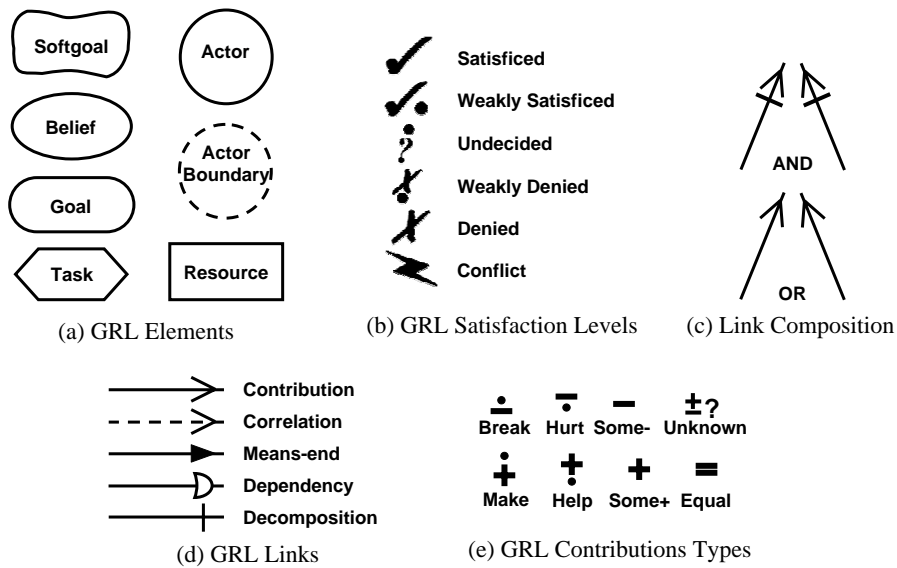 Softgoal
Actor
Belief
Actor
Boundary
Goal
Task
Resource
(a) GRL Elements
Satisficed
Weakly Satisficed
Undecided
Weakly Denied
Denied
Conflict
(b) GRL Satisfaction Levels
AND
OR
(c) Link Composition
Contribution
Correlation
Means-end
Dependency
Decomposition
(d) GRL Links
?
Break Hurt Some- Unknown
Make Help Some+ Equal
(e) GRL Contributions Types